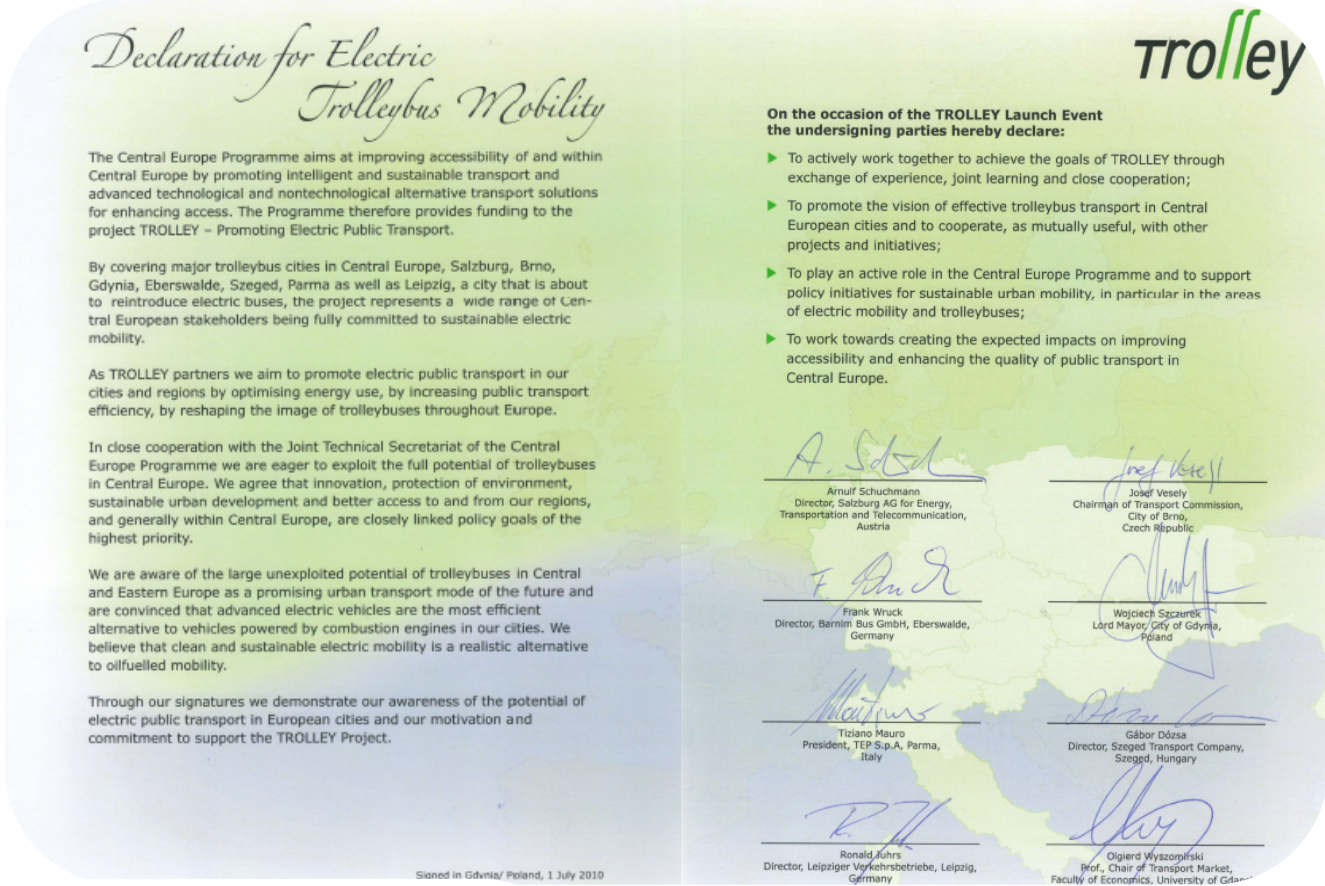 Declaration for Electric
Trolleybus Mobility
The Central Europe Programme aims at improving accessibility of and within
Central Europe by promoting intelligent and sustainable transport and
advanced technological and nontechnological alternative transport solutions
for enhancing access. The Programme therefore provides funding to the
project TROLLEY – Promoting Electric Public Transport.
By covering major trolleybus cities in Central Europe, Salzburg, Brno,
Gdynia, Eberswalde, Szeged, Parma as well as Leipzig, a city that is about
to reintroduce electric buses, the project represents a wide range of Cen-
tral European stakeholders being fully committed to sustainable electric
mobility.
As TROLLEY partners we aim to promote electric public transport in our
cities and regions by optimising energy use, by increasing public transport
efficiency, by reshaping the image of trolleybuses throughout Europe.
In close cooperation with the Joint Technical Secretariat of the Central
Europe Programme we are eager to exploit the full potential of trolleybuses
in Central Europe. We agree that innovation, protection of environment,
sustainable urban development and better access to and from our regions,
and generally within Central Europe, are closely linked policy goals of the
highest priority.
We are aware of the large unexploited potential of trolleybuses in Central
and Eastern Europe as a promising urban transport mode of the future and
are convinced that advanced electric vehicles are the most efficient
alternative to vehicles powered by combustion engines in our cities. We
believe that clean and sustainable electric mobility is a realistic alternative
to oilfuelled mobility.
Through our signatures we demonstrate our awareness of the potential of
electric public transport in European cities and our motivation and
commitment to support the TROLLEY Project.
Signed in Gdynia/ Poland, 1 July 2010
Trolley
On the occasion of the TROLLEY Launch Event
the undersigning parties hereby declare:
To actively work together to achieve the goals of TROLLEY through
exchange of experience, joint learning and close cooperation;
To promote the vision of effective trolleybus transport in Central
European cities and to cooperate, as mutually useful, with other
projects and initiatives;
To play an active role in the Central Europe Programme and to support
policy initiatives for sustainable urban mobility, in particular in the areas
of electric mobility and trolleybuses;
To work towards creating the expected impacts on improving
accessibility and enhancing the quality of public transport in
Central Europe.
Arnulf Schuchmann
Director, Salzburg AG for Energy,
Transportation and Telecommunication,
Austria
Josef Vesely
Josef Vesely
Chairman of Transport Commission,
City of Brno,
Czech Republic
Frank Wruck
Director, Barnim Bus GmbH, Eberswalde,
Germany
Wojciech Szczurek
Lord Mayor, City of Gdynia,
Poland
Tiziano Mauro
President, TEP S.p.A, Parma,
Italy
Gábor Dózsa
Director, Szeged Transport Company,
Szeged, Hungary
Ronald Juhrs
Director, Leipziger Verkehrsbetriebe, Leipzig,
Germany
Olgierd Wyszomirski
Prof., Chair of Transport Market,
Faculty of Economics, University of